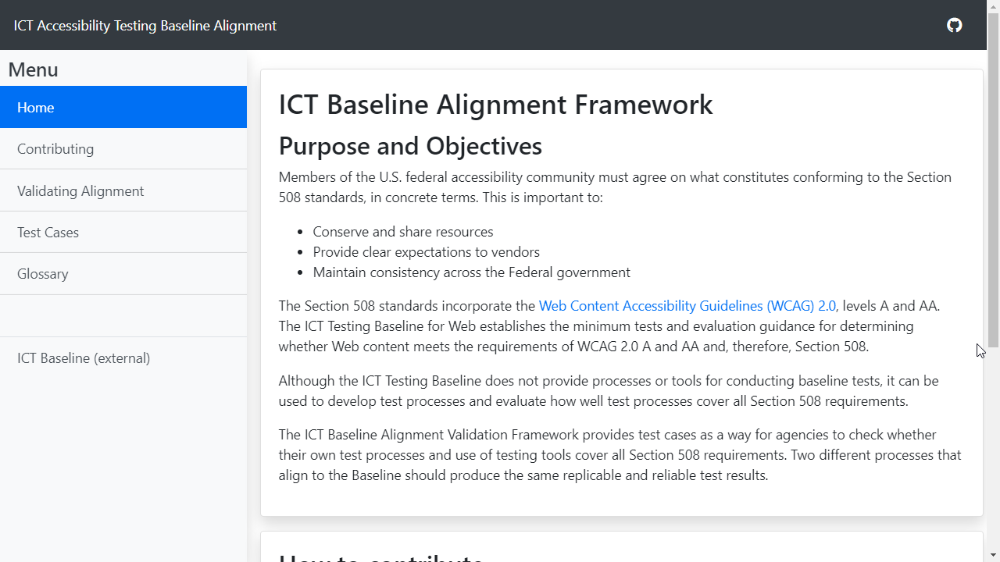 ICT Accessibility Testing Baseline Alignment
Menu
Home
Contributing
Validating Alignment
Test Cases
Glossary
ICT Baseline (external)
ICT Baseline Alignment Framework
Purpose and Objectives
Members of the U.S. federal accessibility community must agree on what constitutes conforming to the Section
508 standards, in concrete terms. This is important to:
Conserve and share resources
Provide clear expectations to vendors
Maintain consistency across the Federal government
The Section 508 standards incorporate the Web Content Accessibility Guidelines (WCAG) 2.0, levels A and AA.
The ICT Testing Baseline for Web establishes the minimum tests and evaluation guidance for determining
whether Web content meets the requirements of WCAG 2.0 A and AA and, therefore, Section 508.
Although the ICT Testing Baseline does not provide processes or tools for conducting baseline tests, it can be
used to develop test processes and evaluate how well test processes cover all Section 508 requirements.
The ICT Baseline Alignment Validation Framework provides test cases as a way for agencies to check whether
their own test processes and use of testing tools cover all Section 508 requirements. Two different processes that
align to the Baseline should produce the same replicable and reliable test results.
How to contribute